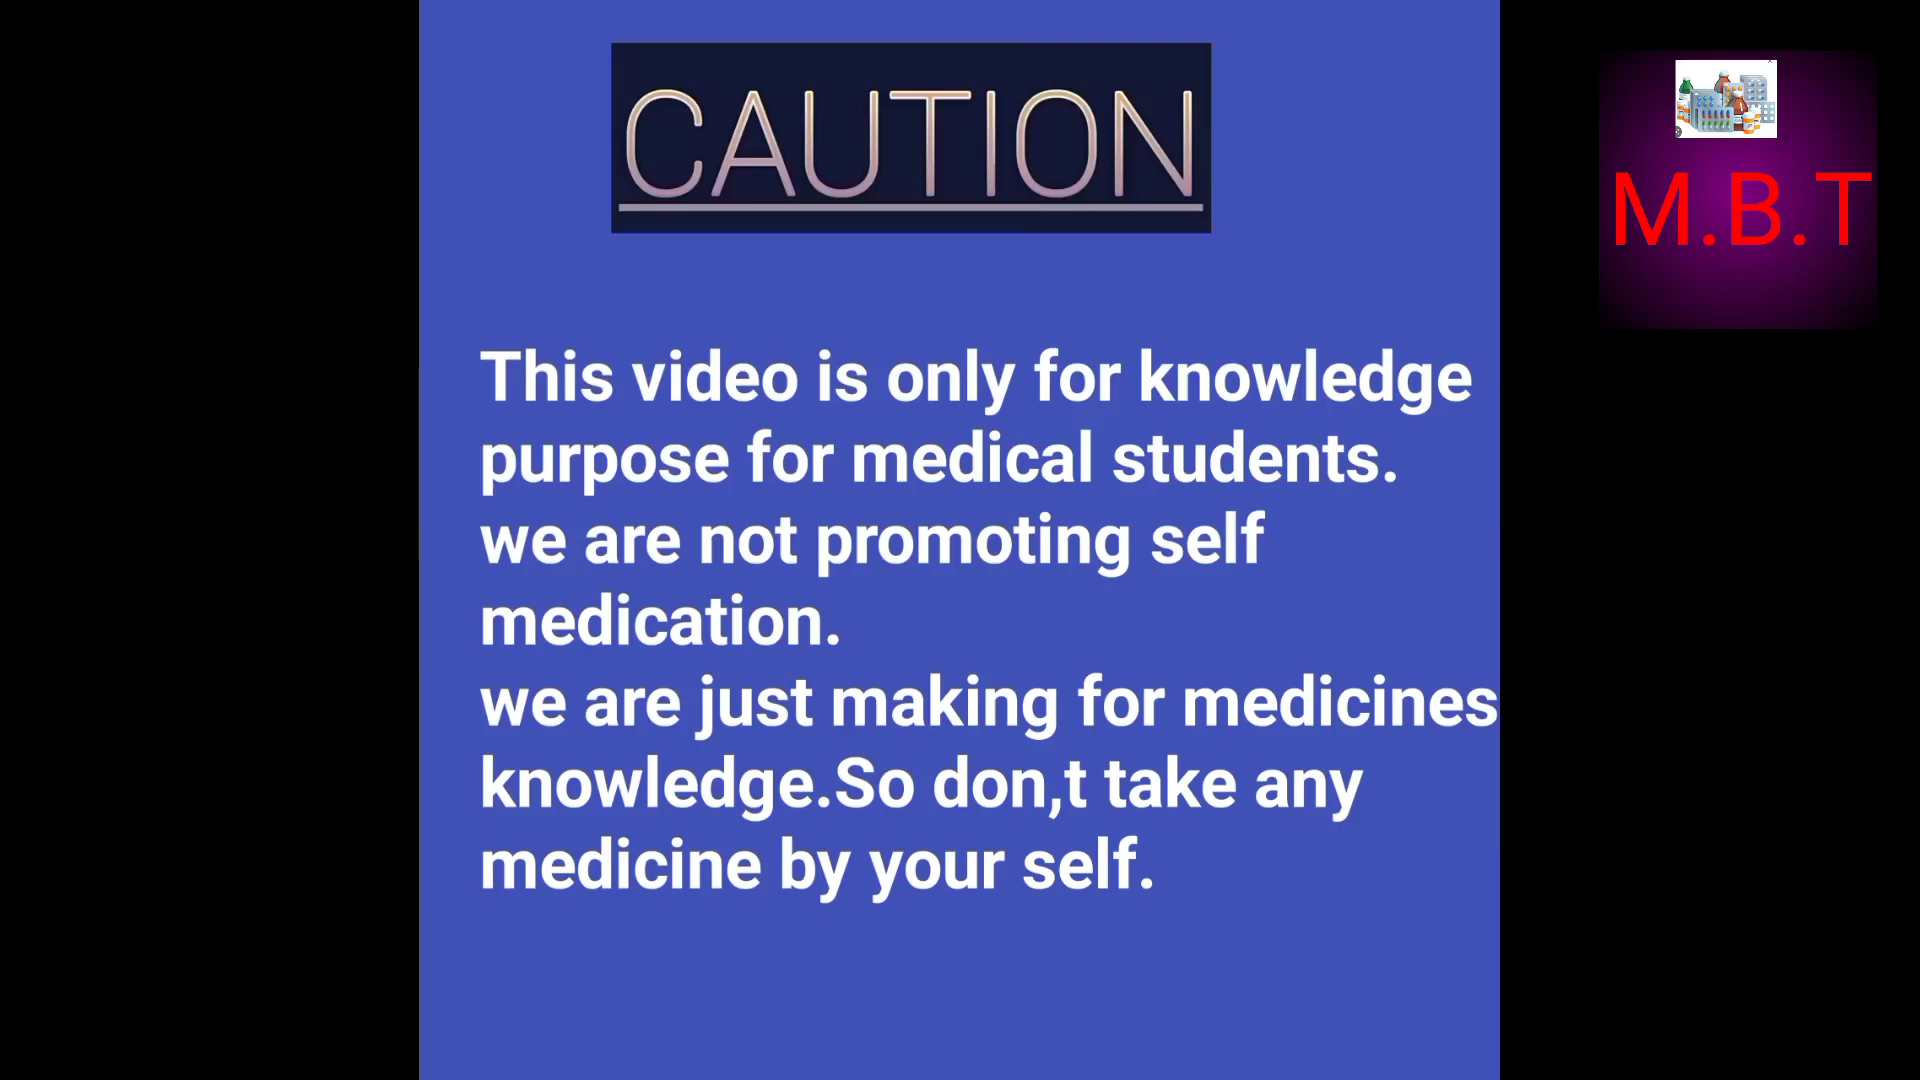 CAUTION
M.B.T
This video is only for knowledge
purpose for medical students.
we are not promoting self
medication.
we are just making for medicines
knowledge.So don,t take any
medicine by your self.